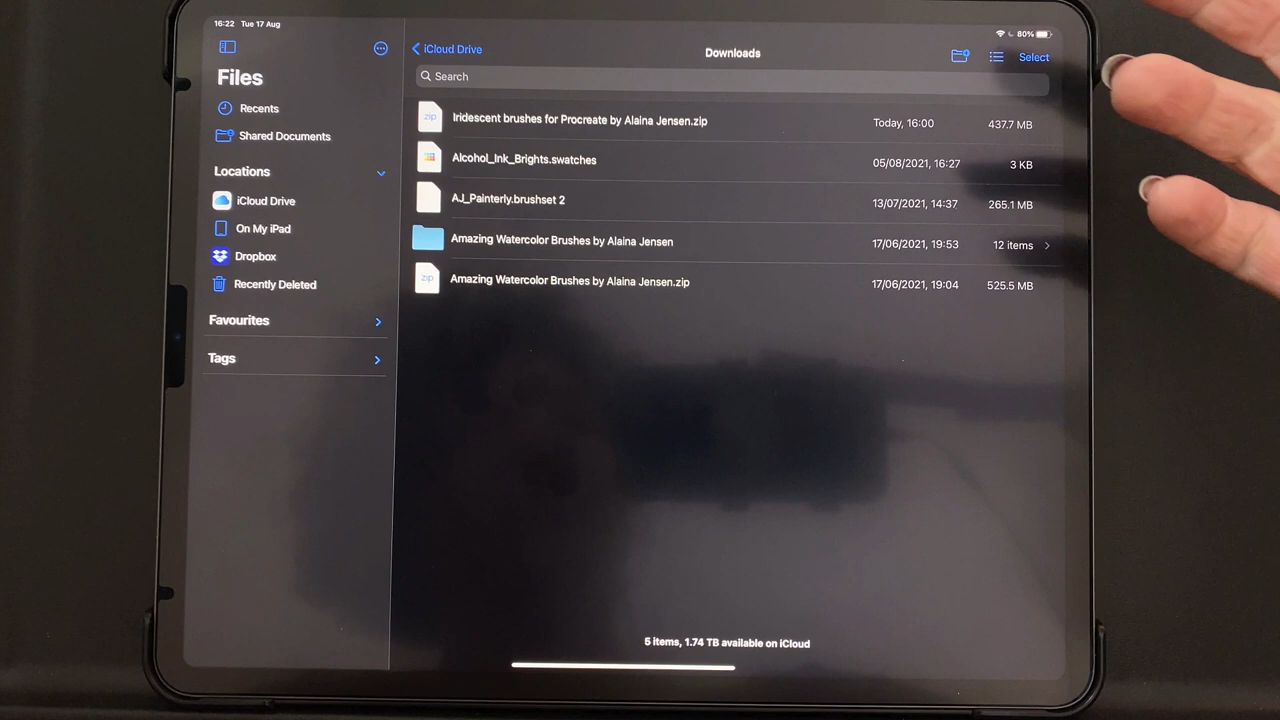 16:22 Tue 17 Aug
80%
Files
Recents
Shared Documents
Locations
iCloud Drive
On My iPad
Dropbox
Recently Deleted
Favourites
Tags
iCloud Drive
Downloads
Select
Search
zip Iridescent brushes for Procreate by Alaina Jensen.zip Today, 16:00 437.7 MB
Alcohol_Ink_Brights.swatches 05/08/2021, 16:27 3 KB
AJ_Painterly.brushset 2 13/07/2021, 14:37 265.1 MB
Amazing Watercolor Brushes by Alaina Jensen 17/06/2021, 19:53 12 items
zip Amazing Watercolor Brushes by Alaina Jensen.zip 17/06/2021, 19:04 525.5 MB
5 items, 1.74 TB available on iCloud